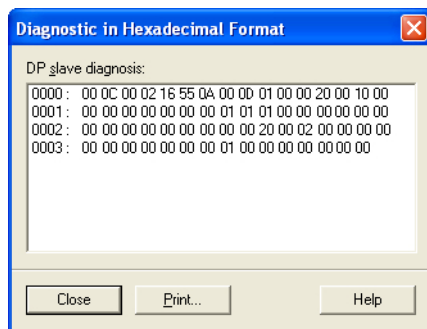 Diagnostic in Hexadecimal Format
DP slave diagnosis:
0000 : 00 0C 00 02 16 55 0A 00 0D 01 00 00 20 00 10 00
0001 : 00 00 00 00 00 00 01 01 01 00 00 00 00 00 00
0002 : 00 00 00 00 00 00 00 00 20 00 02 00 00 00 00
0003 : 00 00 00 00 00 00 01 00 00 00 00 00 00 00
Close
Print...
Help